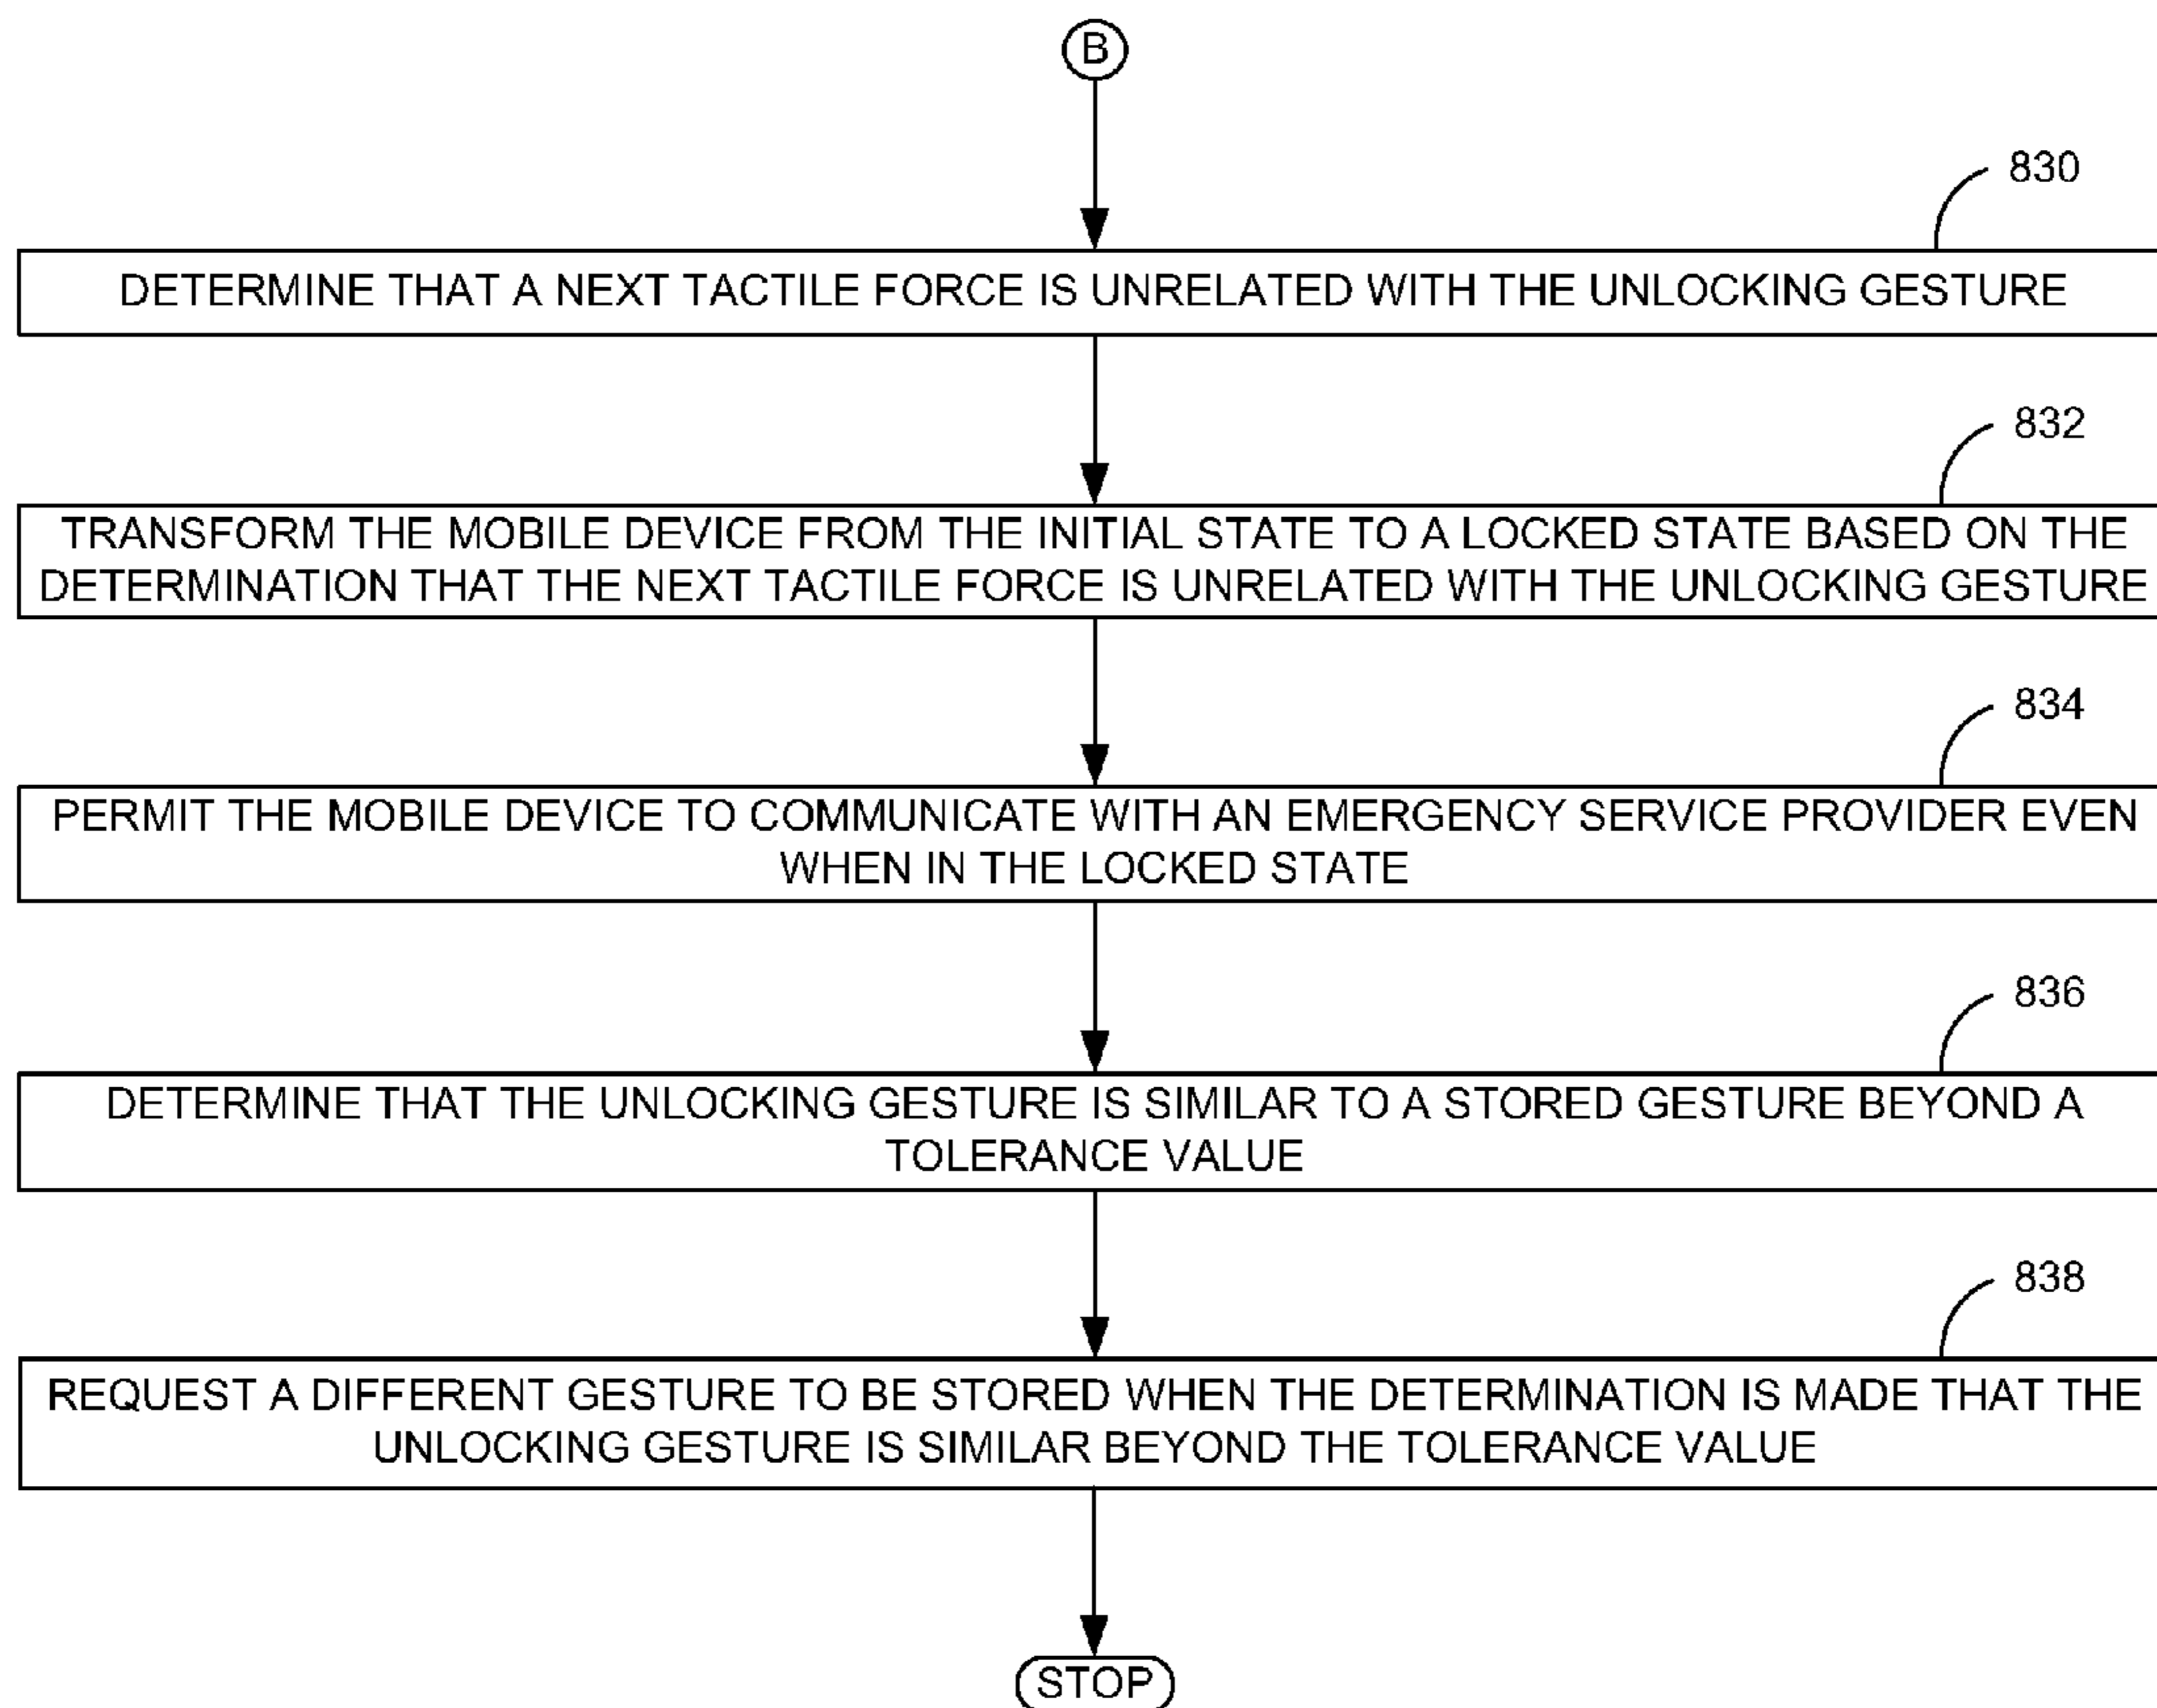 B
830
DETERMINE THAT A NEXT TACTILE FORCE IS UNRELATED WITH THE UNLOCKING GESTURE
832
TRANSFORM THE MOBILE DEVICE FROM THE INITIAL STATE TO A LOCKED STATE BASED ON THE
DETERMINATION THAT THE NEXT TACTILE FORCE IS UNRELATED WITH THE UNLOCKING GESTURE
834
PERMIT THE MOBILE DEVICE TO COMMUNICATE WITH AN EMERGENCY SERVICE PROVIDER EVEN
WHEN IN THE LOCKED STATE
836
DETERMINE THAT THE UNLOCKING GESTURE IS SIMILAR TO A STORED GESTURE BEYOND A
TOLERANCE VALUE
838
REQUEST A DIFFERENT GESTURE TO BE STORED WHEN THE DETERMINATION IS MADE THAT THE
UNLOCKING GESTURE IS SIMILAR BEYOND THE TOLERANCE VALUE
STOP